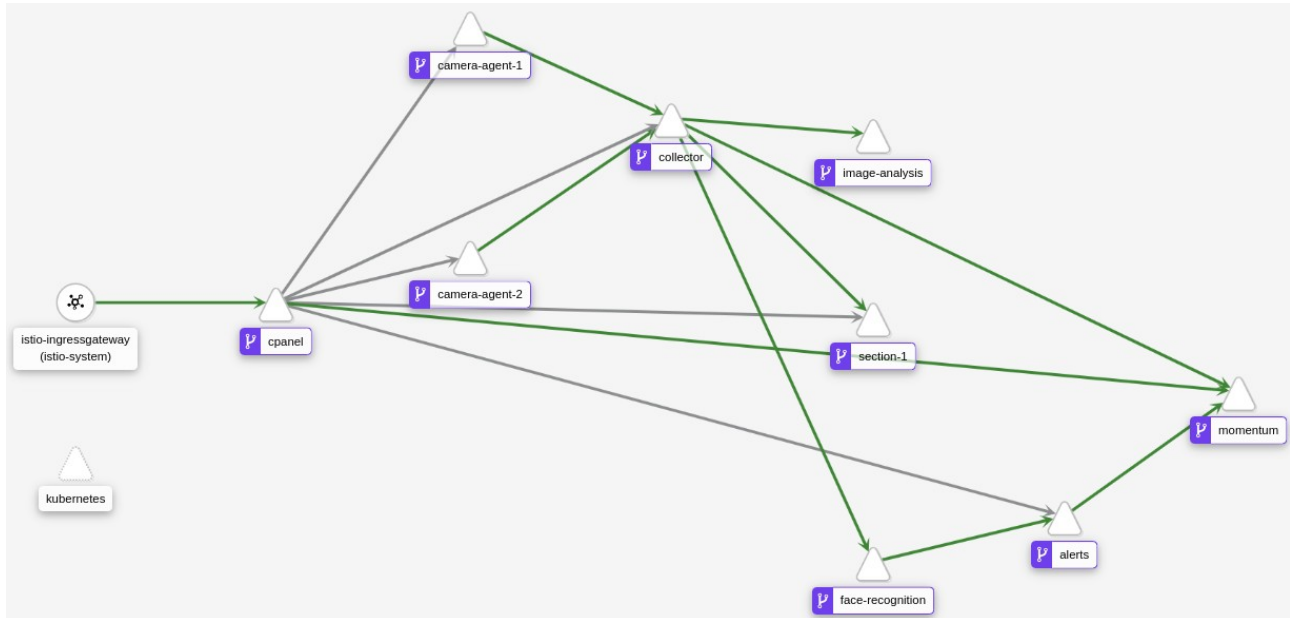 camera-agent-1
collector
image-analysis
camera-agent-2
istio-ingressgateway
(istio-system)
cpanel
section-1
momentum
kubernetes
alerts
face-recognition